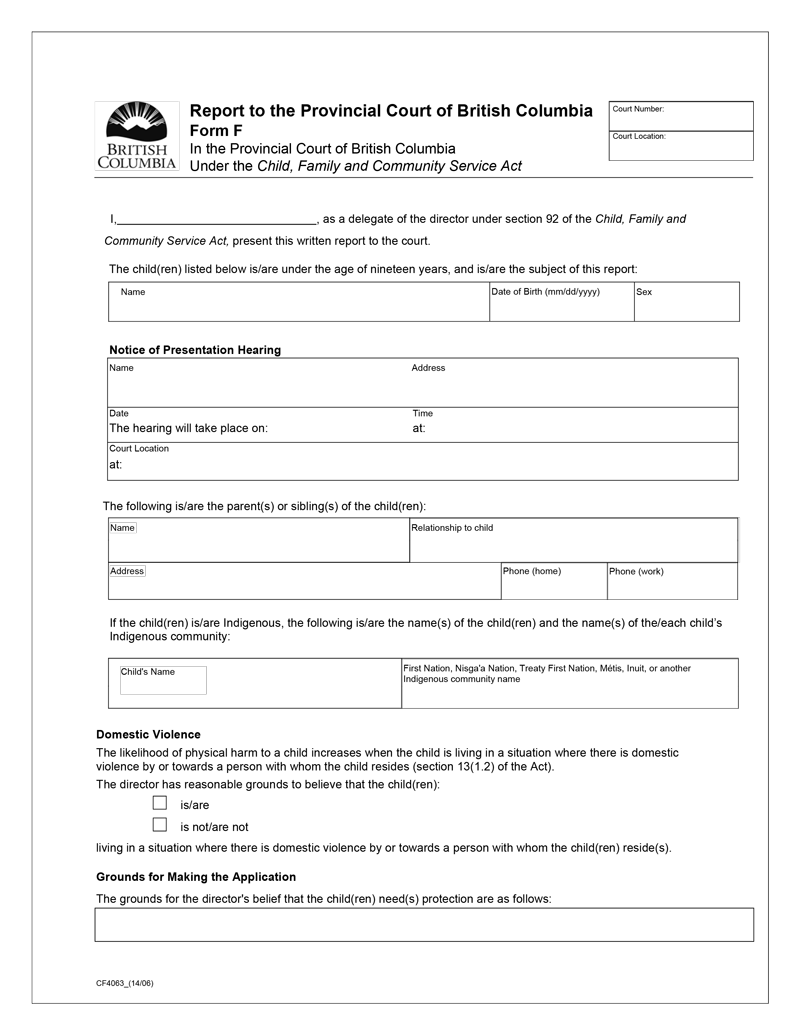 BRITISH
COLUMBIA
Report to the Provincial Court of British Columbia
Form F
In the Provincial Court of British Columbia
Under the Child, Family and Community Service Act
Court Number:
Court Location:
I,_______________________________, as a delegate of the director under section 92 of the Child, Family and
Community Service Act, present this written report to the court.
The child(ren) listed below is/are under the age of nineteen years, and is/are the subject of this report:
Name Date of Birth (mm/dd/yyyy) Sex
Notice of Presentation Hearing
Name Address
Date Time
The hearing will take place on: at:
Court Location
at:
The following is/are the parent(s) or sibling(s) of the child(ren):
Name Relationship to child
Address Phone (home) Phone (work)
If the child(ren) is/are Indigenous, the following is/are the name(s) of the child(ren) and the name(s) of the/each child's
Indigenous community:
Child's Name
First Nation, Nisga'a Nation, Treaty First Nation, Métis, Inuit, or another
Indigenous community name
Domestic Violence
The likelihood of physical harm to a child increases when the child is living in a situation where there is domestic
violence by or towards a person with whom the child resides (section 13(1.2) of the Act).
The director has reasonable grounds to believe that the child(ren):
is/are
is not/are not
living in a situation where there is domestic violence by or towards a person with whom the child(ren) reside(s).
Grounds for Making the Application
The grounds for the director's belief that the child(ren) need(s) protection are as follows:
CF4063_(14/06)